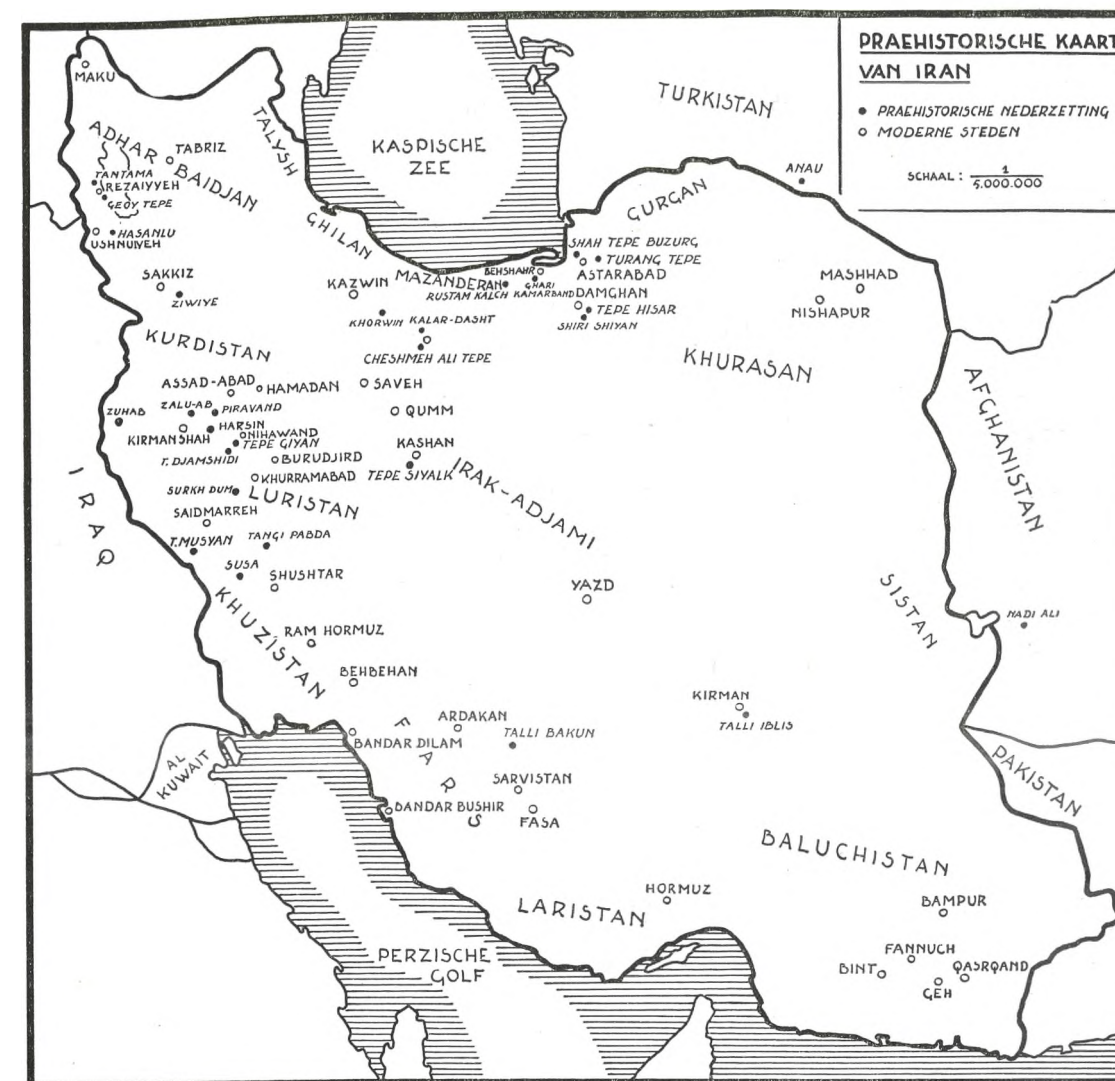 PRAEHISTORISCHE KAART
VAN IRAN
PRAEHISTORISCHE NEDERZETTING
MODERNE STEDEN
SCHAAL: 1
5.000.000
MAKU
ADHAR
BAIDJAN
TABRIZ
TALYSH
TANTAMA
REZAIYYEH
GEOY TEPE
HASANLU
USHNUIYEH
GHILAN
KASPISCHE
ZEE
TURKISTAN
ANAU
GURGAN
SHAH TEPE BUZURG
TURANG TEPE
ASTARABAD
BEHSHAHR
GHARI
KAMARBAND
MAZANDERAN
RUSTAM KALCH
DAMGHAN
TEPE HISAR
SHIRI SHIYAN
MASHHAD
NISHAPUR
SAKKIZ
ZIWIYE
KAZWIN
KHORWIN
KALAR-DASHT
CHESHMEH ALI TEPE
KURDISTAN
KHURASAN
AFGHANISTAN
ASSAD-ABAD
HAMADAN
SAVEH
ZUHAB
ZALU-AB
PIRAVAND
QUMM
KIRMANSHAH
HARSIN
NIHAWAND
TEPE GIYAN
T. DJAMSHIDI
BURUDJIRD
KASHAN
TEPE SIYALK
KHURRAMABAD
SURKH DUM
LURISTAN
IRAK-ADJAMI
IRAQ
SAIDMARREH
T. MUSYAN
TANGI PABDA
SUSA
SHUSHTAR
YAZD
SISTAN
NADI ALI
KHUZISTAN
RAM HORMUZ
BEHBEHAN
KIRMAN
TALLI IBLIS
ARDAKAN
FARS
BANDAR DILAM
TALLI BAKUN
AL
KUWAIT
PAKISTAN
SARVISTAN
BANDAR BUSHIR
FASA
BALUCHISTAN
HORMUZ
LARISTAN
BAMPUR
PERZISCHE
GOLF
FANNUCH
BINT
QASRQAND
GEH